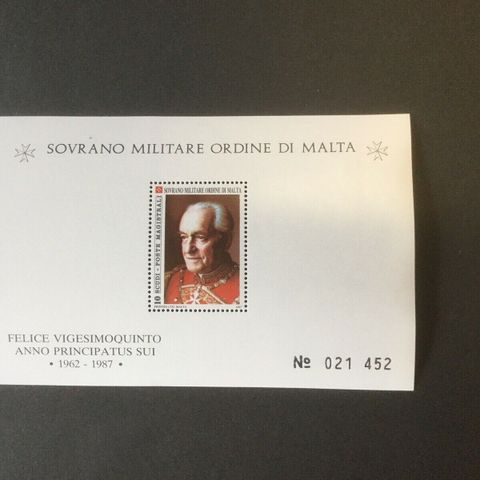 SOVRANO MILITARE ORDINE DI MALTA
SOVRANO MILITARE ORDINE DI MALTA
10 SCUDI - POSTE MAGISTRALI
FELICE VIGESIMOQUINTO
ANNO PRINCIPATUS SUI
• 1962 - 1987 •
№ 021 452